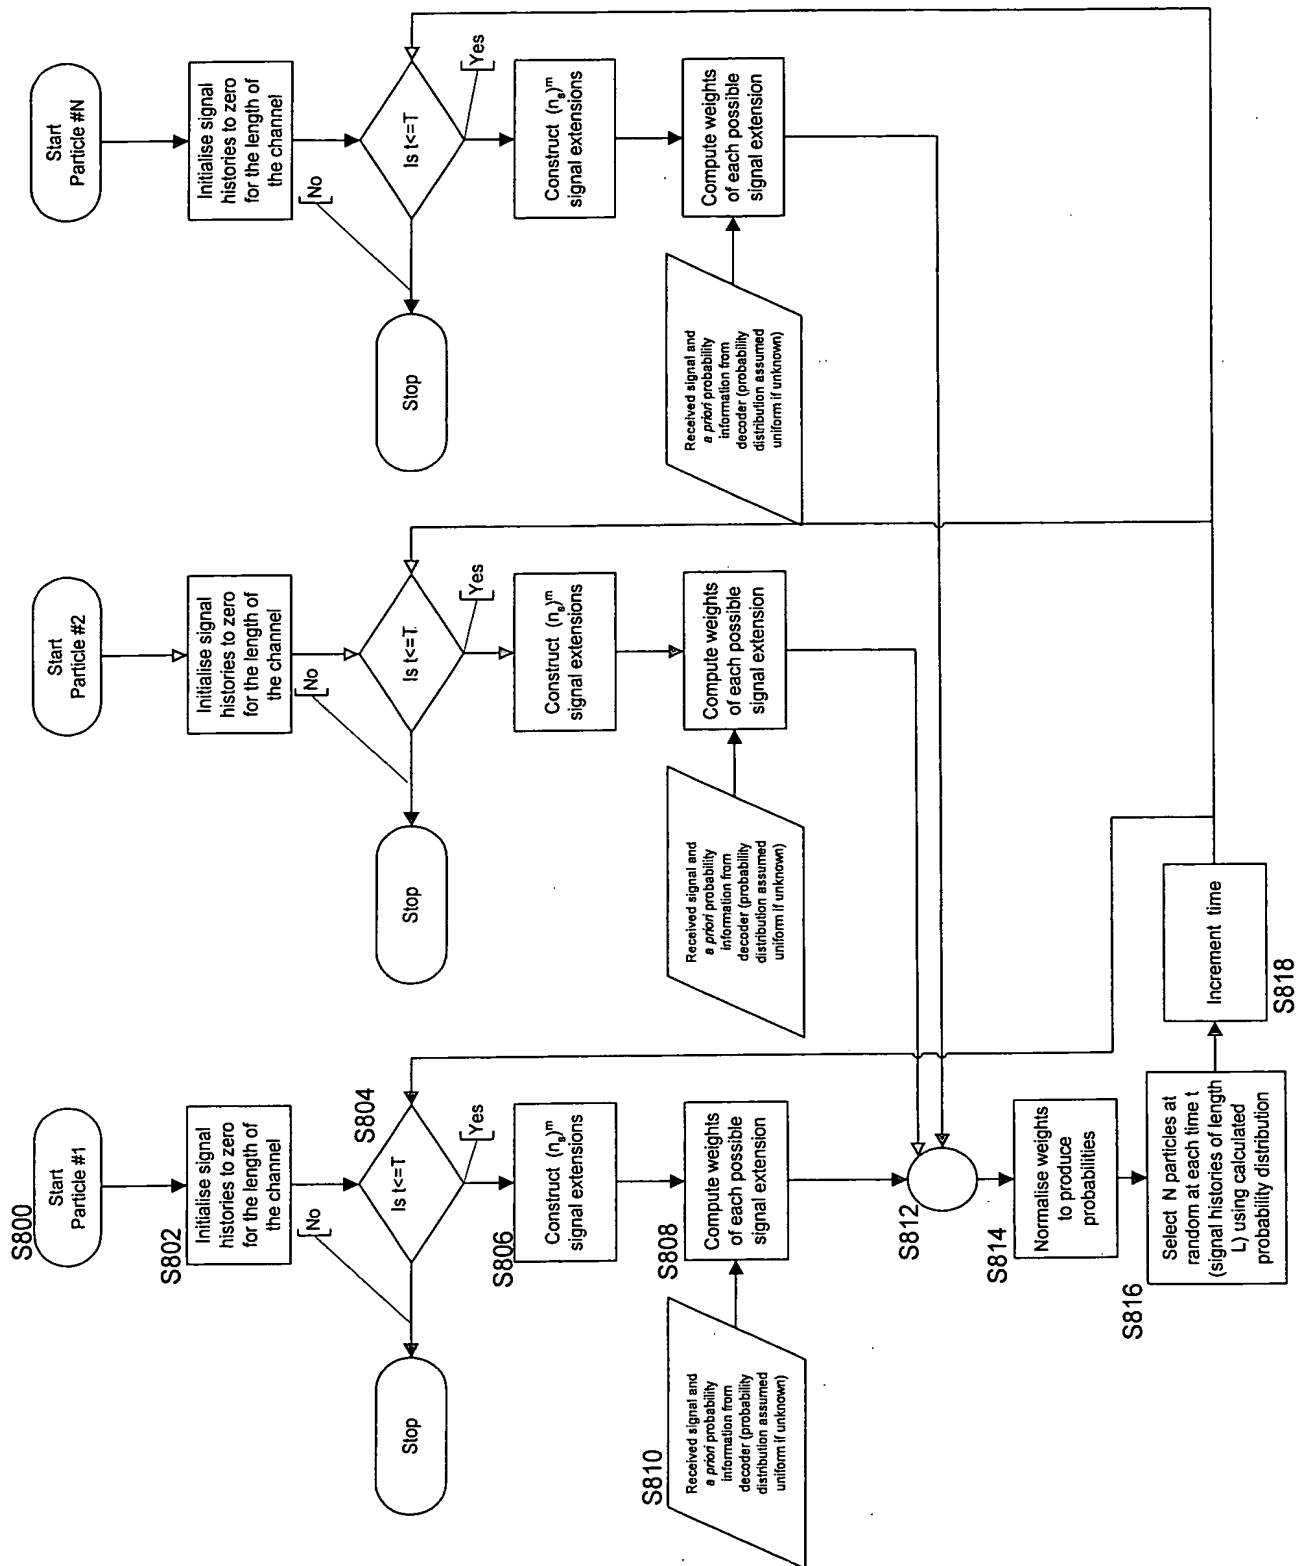 S800
Start
Particle #1
S802
Initialise signal
histories to zero
for the length of
the channel
No
S804
Is t<=T
Yes
Stop
S806
Construct (nₛ)ᵐ
signal extensions
S808
Compute weights
of each possible
signal extension
S810
Received signal and
a priori probability
information from
decoder (probability
distribution assumed
uniform if unknown)
S812
S814
Normalise weights
to produce
probabilities
S816
Select N particles at
random at each time t
(signal histories of length
L) using calculated
probability distribution
Increment time
S818
Start
Particle #2
Initialise signal
histories to zero
for the length of
the channel
No
Is t<=T
Yes
Stop
Construct (nₛ)ᵐ
signal extensions
Compute weights
of each possible
signal extension
Received signal and
a priori probability
information from
decoder (probability
distribution assumed
uniform if unknown)
Start
Particle #N
Initialise signal
histories to zero
for the length of
the channel
No
Is t<=T
Yes
Stop
Construct (nₛ)ᵐ
signal extensions
Compute weights
of each possible
signal extension
Received signal and
a priori probability
information from
decoder (probability
distribution assumed
uniform if unknown)